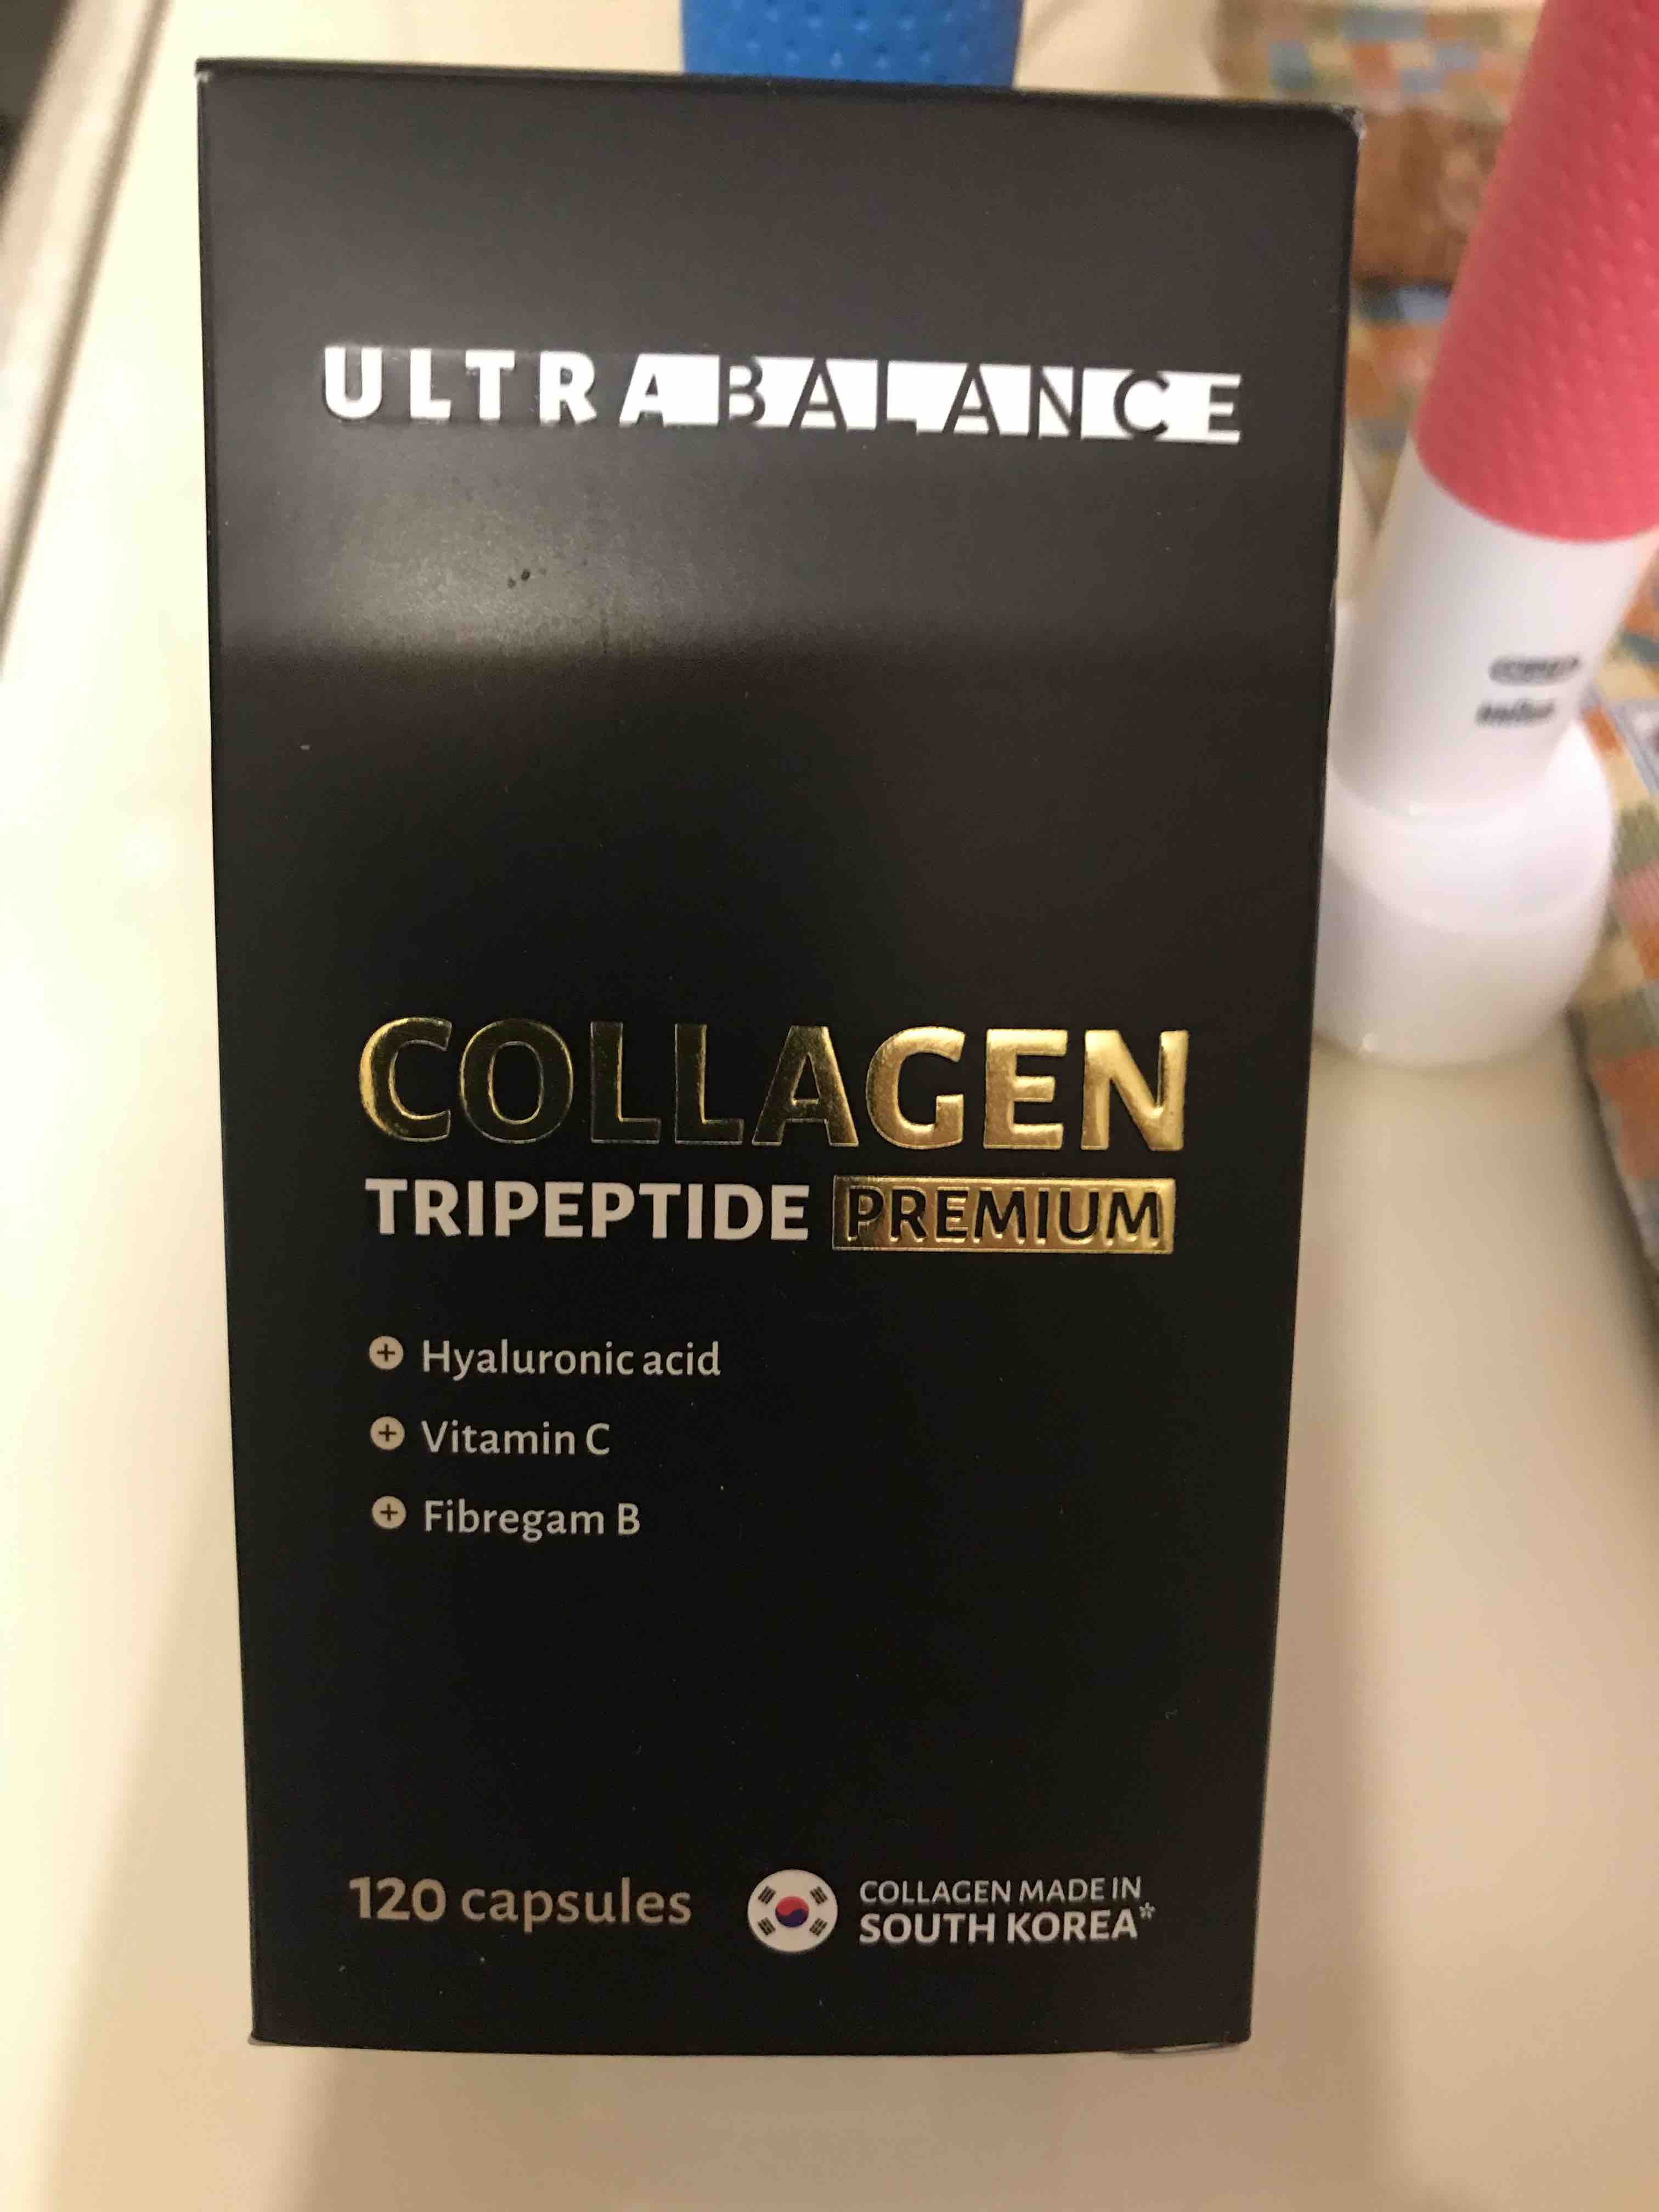 ULTRABALANCE
COLLAGEN
TRIPEPTIDE PREMIUM
Hyaluronic acid
Vitamin C
Fibregam B
120 capsules
COLLAGEN MADE IN
SOUTH KOREA*